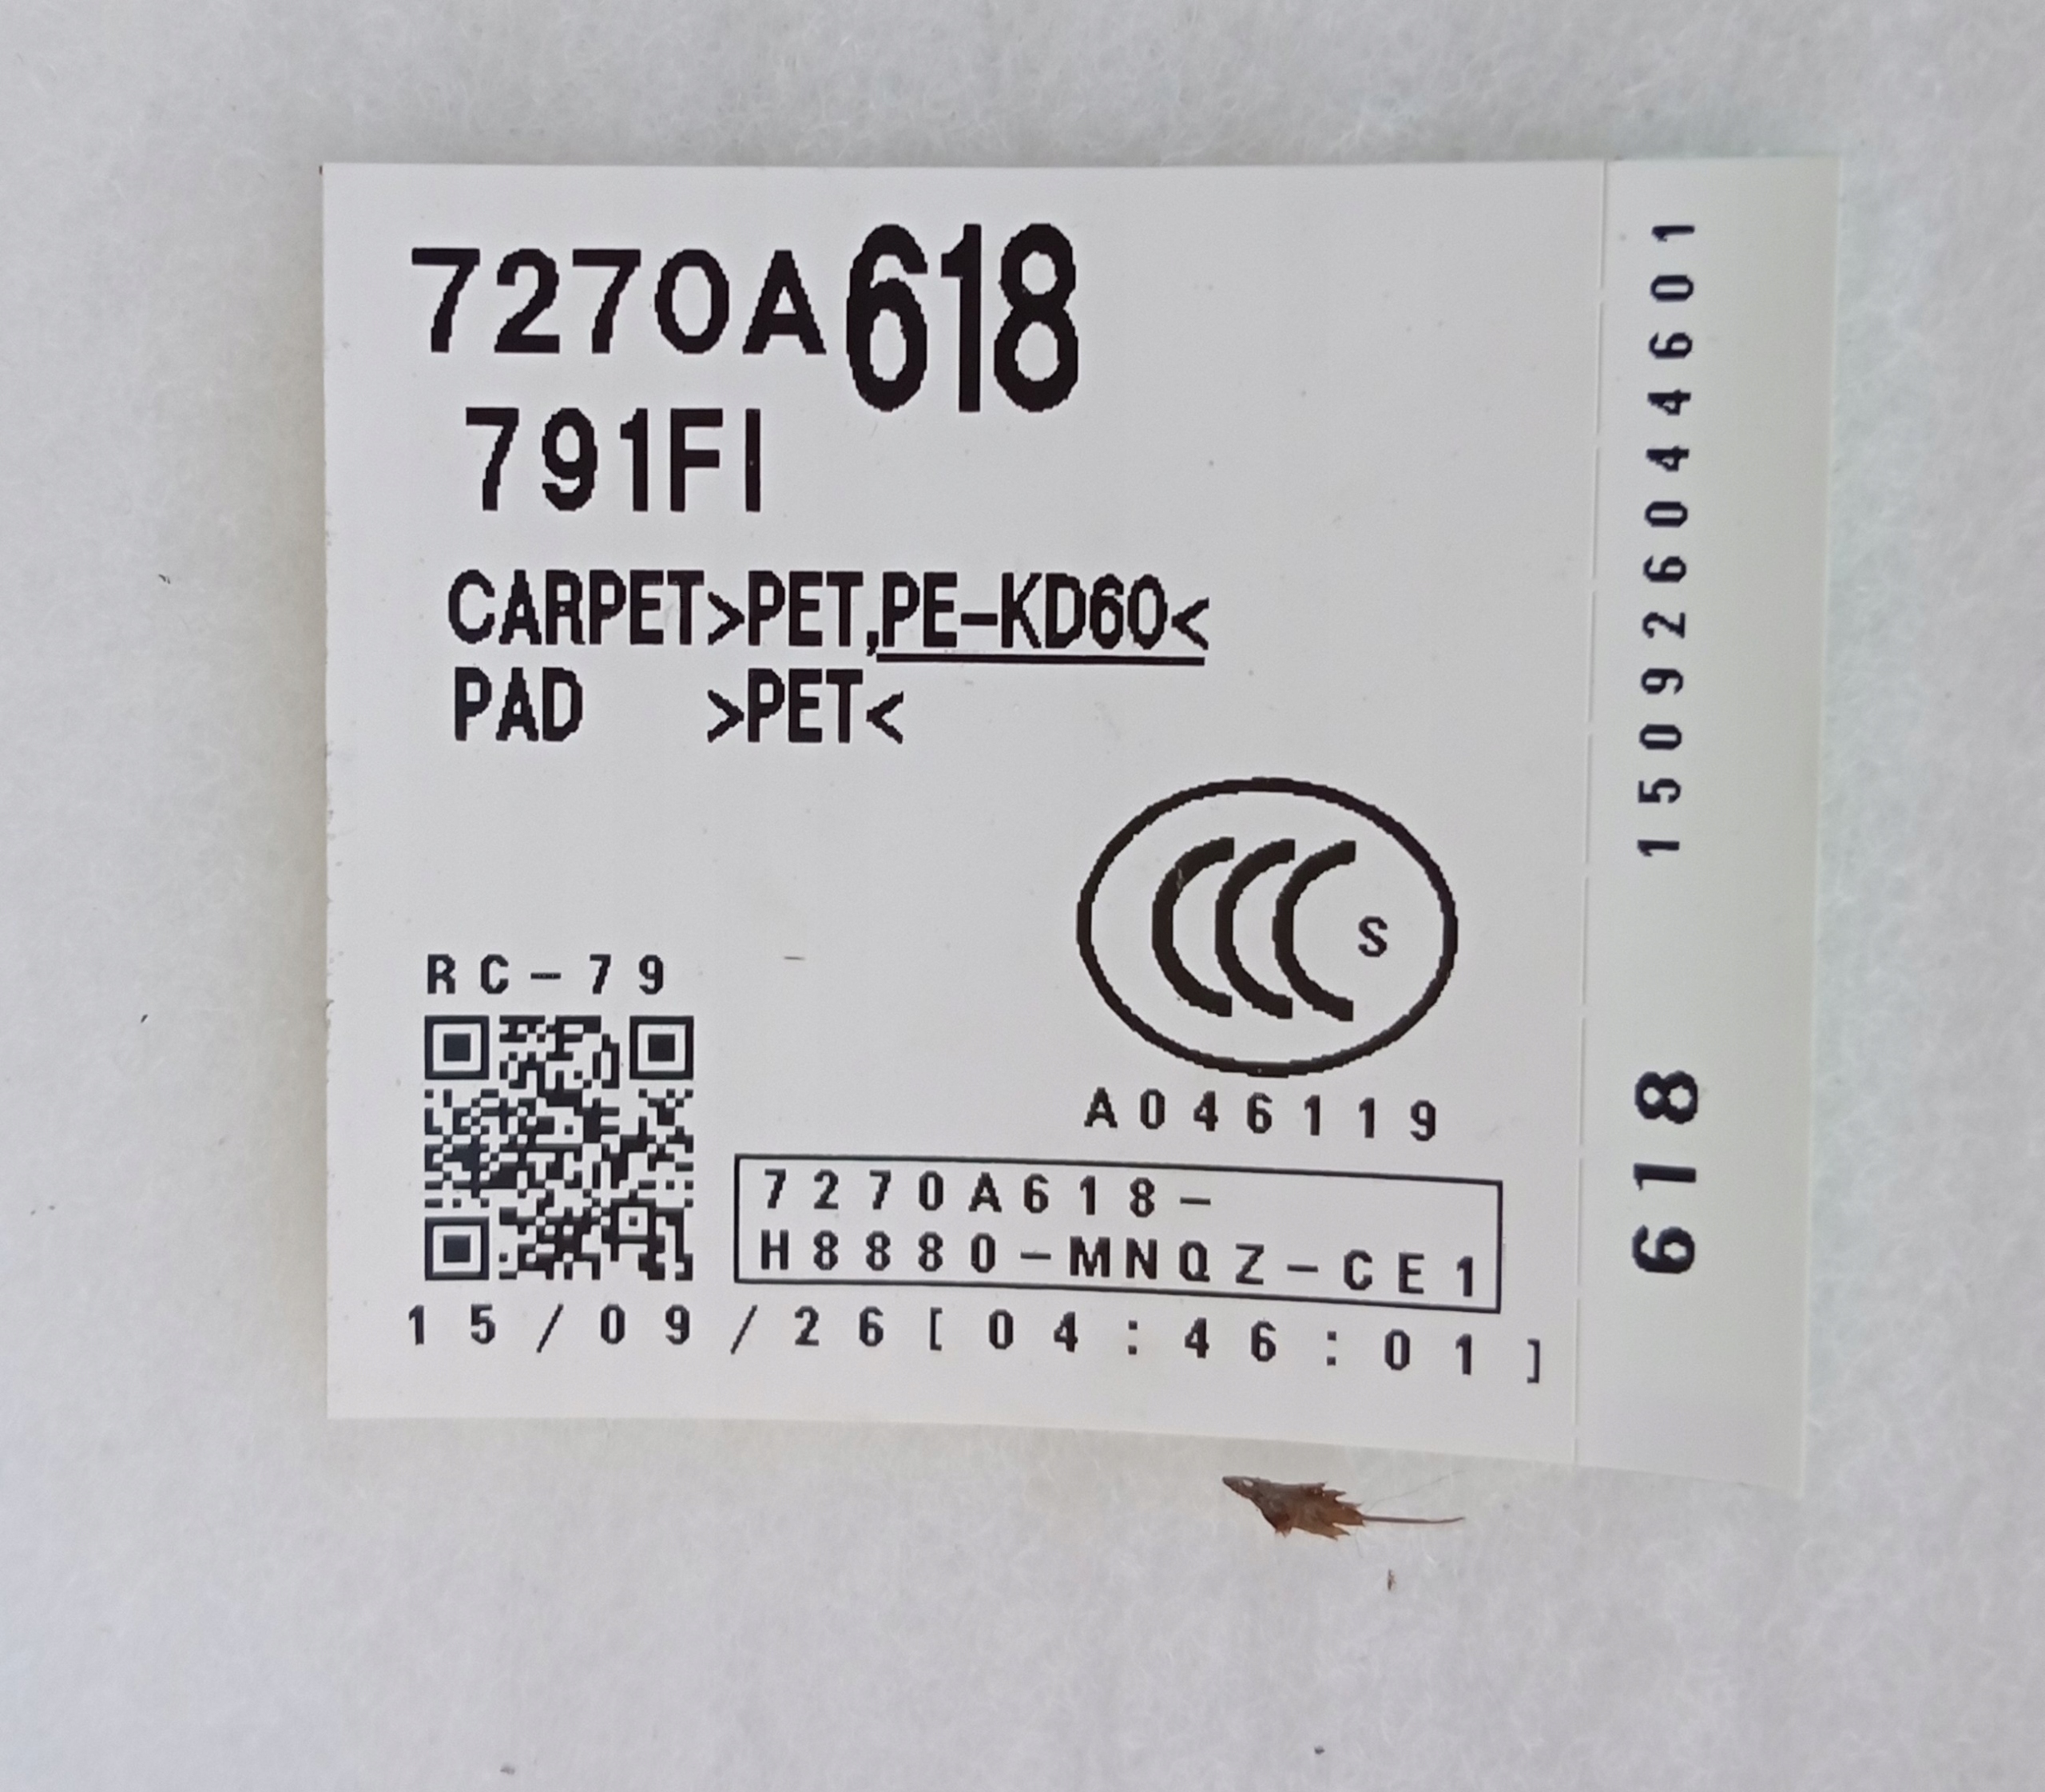 7270A618
791FI
CARPET>PET,PE-KD60<
PAD >PET<
CCC S
A046119
RC-79
7270A618-
H8880-MNQZ-CE1
15/09/26[04:46:01]
618 150926044601